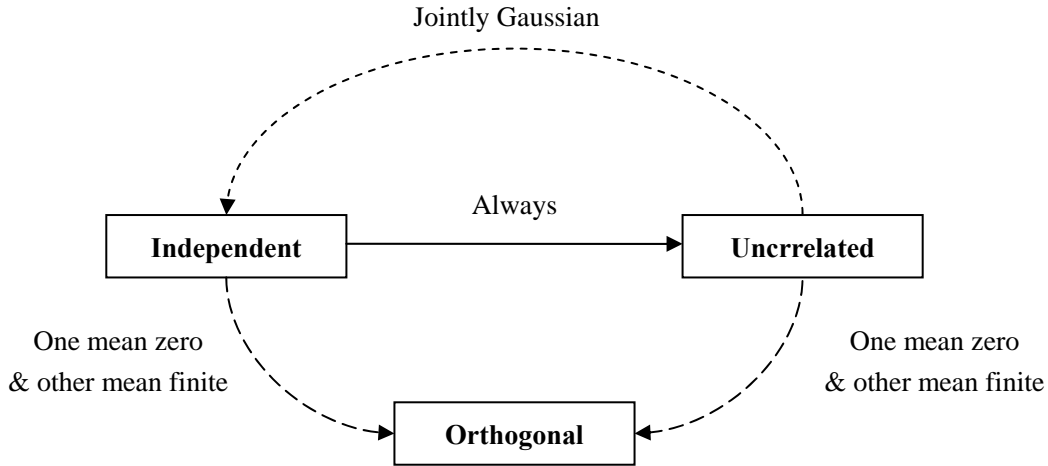 Jointly Gaussian
Always
Independent
Uncrrelated
One mean zero
& other mean finite
One mean zero
& other mean finite
Orthogonal